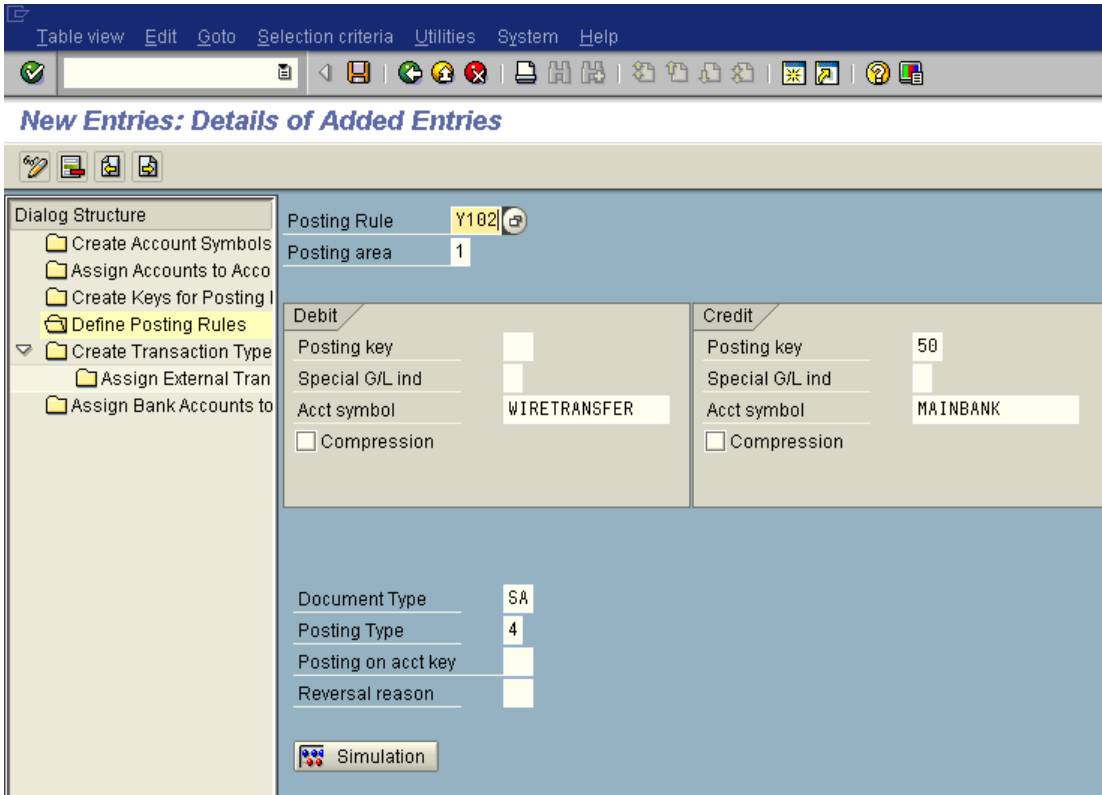 Table view Edit Goto Selection criteria Utilities System Help
New Entries: Details of Added Entries
Dialog Structure
Create Account Symbols
Assign Accounts to Acco
Create Keys for Posting
Define Posting Rules
Create Transaction Type
Assign External Tran
Assign Bank Accounts to
Posting Rule Y102
Posting area 1
Debit
Posting key
Special G/L ind
Acct symbol WIRETRANSFER
Compression
Credit
Posting key 50
Special G/L ind
Acct symbol MAINBANK
Compression
Document Type SA
Posting Type 4
Posting on acct key
Reversal reason
Simulation